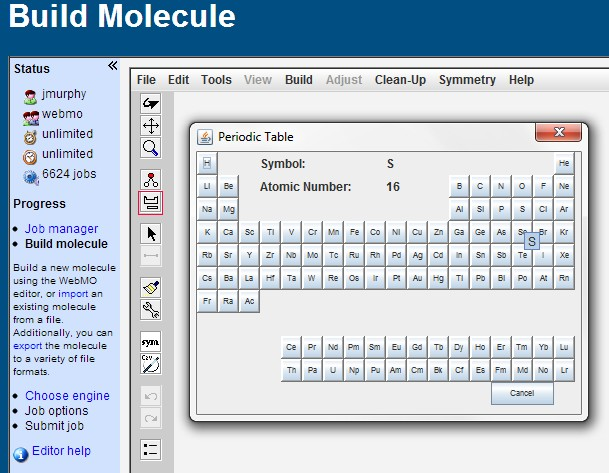 Build Molecule
Status «
jmurphy
webmo
unlimited
unlimited
6624 jobs
Progress
Job manager
Build molecule
Build a new molecule
using the WebMO
editor, or import an
existing molecule
from a file.
Additionally, you can
export the molecule
to a variety of file
formats.
Choose engine
Job options
Submit job
Editor help
File Edit Tools View Build Adjust Clean-Up Symmetry Help
sym
Cav
Periodic Table
Symbol: S
Atomic Number: 16
H He
Li Be B C N O F Ne
Na Mg Al Si P S Cl Ar
K Ca Sc Ti V Cr Mn Fe Co Ni Cu Zn Ga Ge As Se Br Kr
S
Rb Sr Y Zr Nb Mo Tc Ru Rh Pd Ag Cd In Sn Sb Te I Xe
Cs Ba La Hf Ta W Re Os Ir Pt Au Hg Tl Pb Bi Po At Rn
Fr Ra Ac
Ce Pr Nd Pm Sm Eu Gd Tb Dy Ho Er Tm Yb Lu
Th Pa U Np Pu Am Cm Bk Cf Es Fm Md No Lr
Cancel